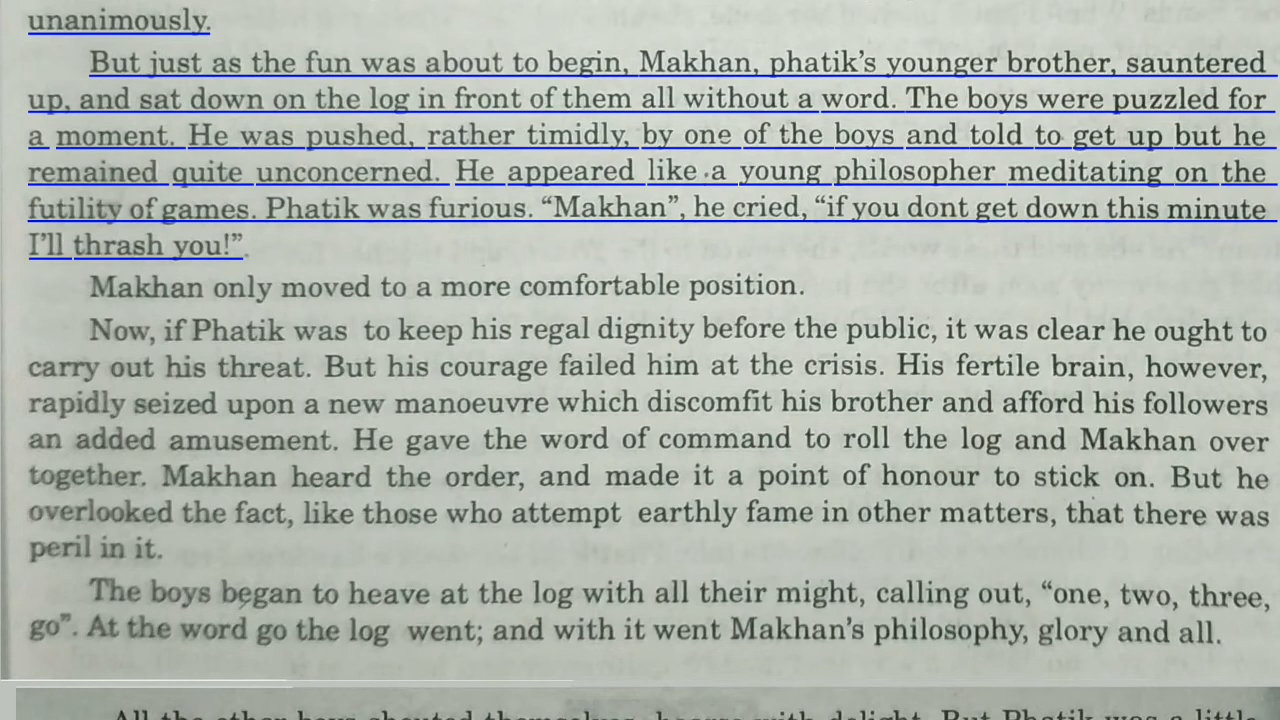 unanimously.
But just as the fun was about to begin, Makhan, phatik's younger brother, sauntered
up, and sat down on the log in front of them all without a word. The boys were puzzled for
a moment. He was pushed, rather timidly, by one of the boys and told to get up but he
remained quite unconcerned. He appeared like a young philosopher meditating on the
futility of games. Phatik was furious. “Makhan”, he cried, “if you dont get down this minute
I'll thrash you!”.
Makhan only moved to a more comfortable position.
Now, if Phatik was to keep his regal dignity before the public, it was clear he ought to
carry out his threat. But his courage failed him at the crisis. His fertile brain, however,
rapidly seized upon a new manoeuvre which discomfit his brother and afford his followers
an added amusement. He gave the word of command to roll the log and Makhan over
together. Makhan heard the order, and made it a point of honour to stick on. But he
overlooked the fact, like those who attempt earthly fame in other matters, that there was
peril in it.
The boys began to heave at the log with all their might, calling out, “one, two, three,
go”. At the word go the log went; and with it went Makhan's philosophy, glory and all.
All the other boys shouted themselves hoarse with delight. But Phatik was a little